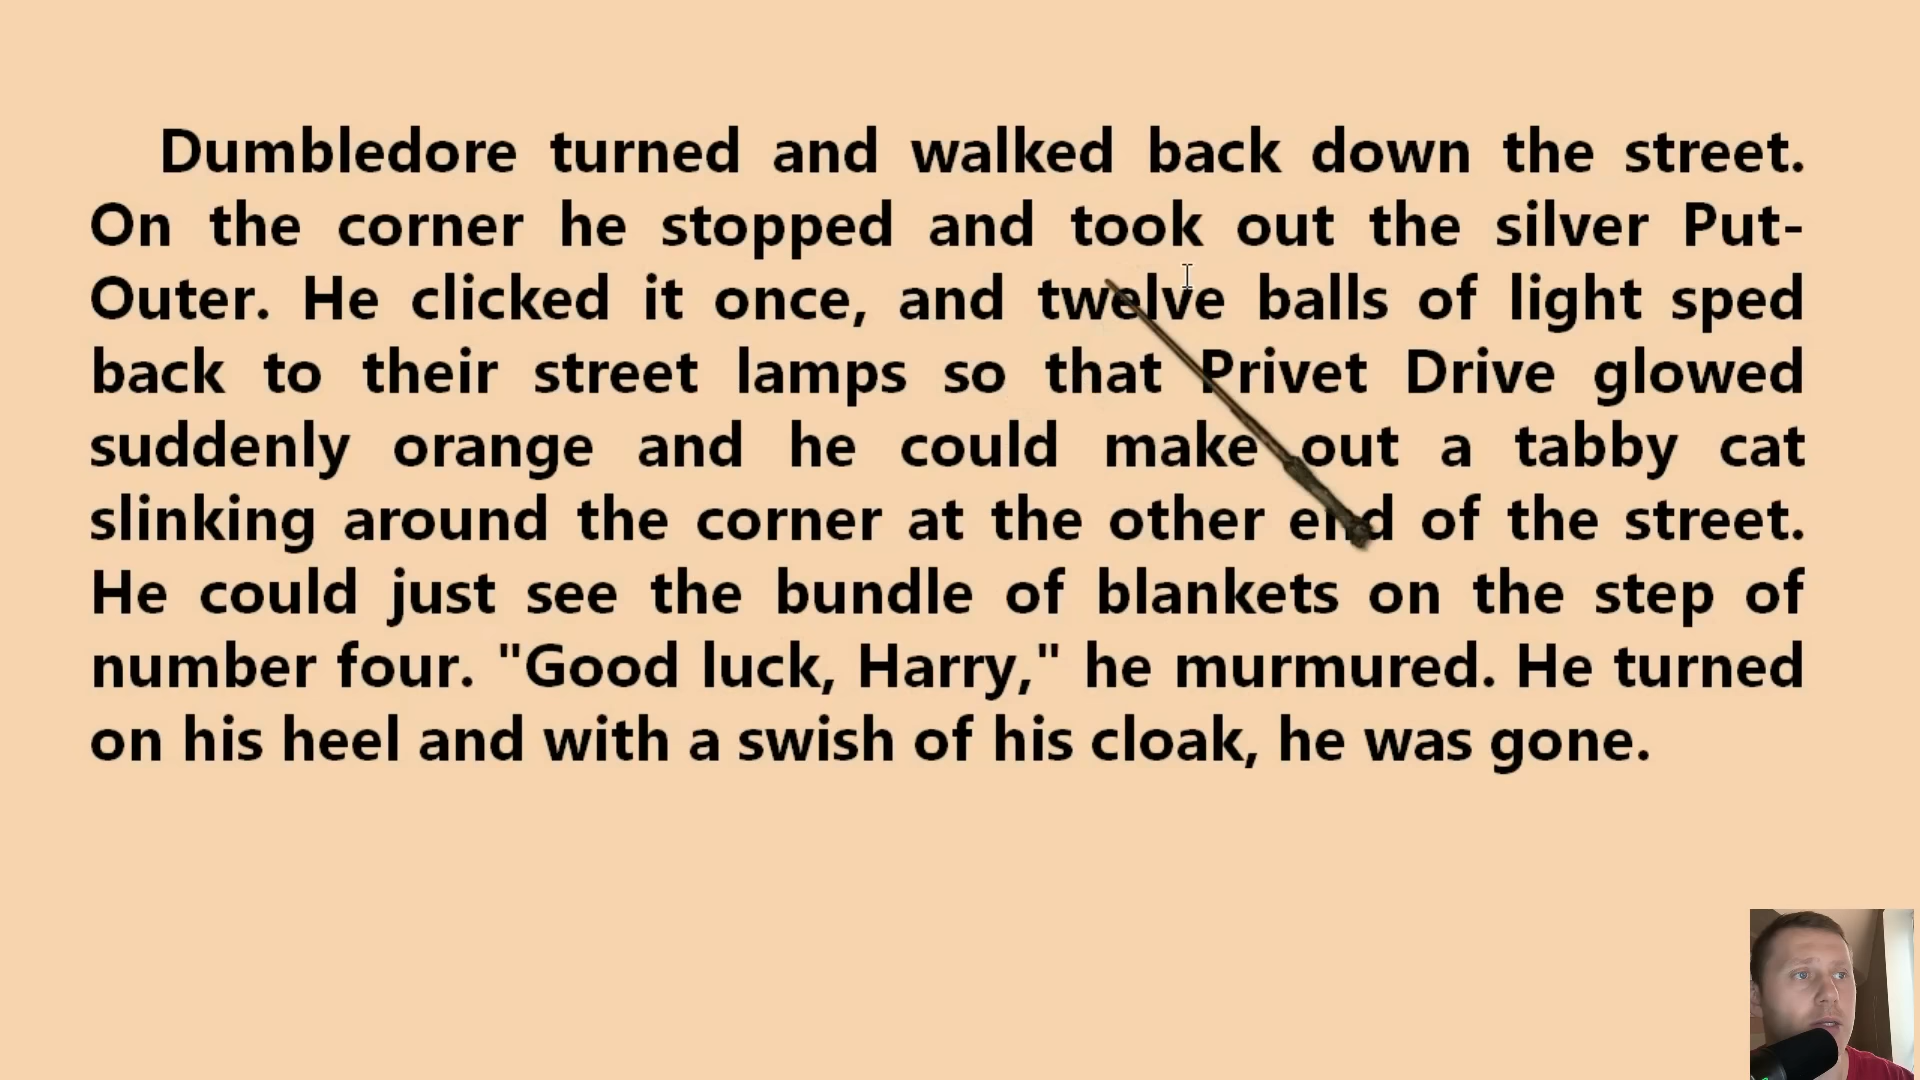 Dumbledore turned and walked back down the street.
On the corner he stopped and took out the silver Put-
Outer. He clicked it once, and twelve balls of light sped
back to their street lamps so that Privet Drive glowed
suddenly orange and he could make out a tabby cat
slinking around the corner at the other end of the street.
He could just see the bundle of blankets on the step of
number four. "Good luck, Harry," he murmured. He turned
on his heel and with a swish of his cloak, he was gone.